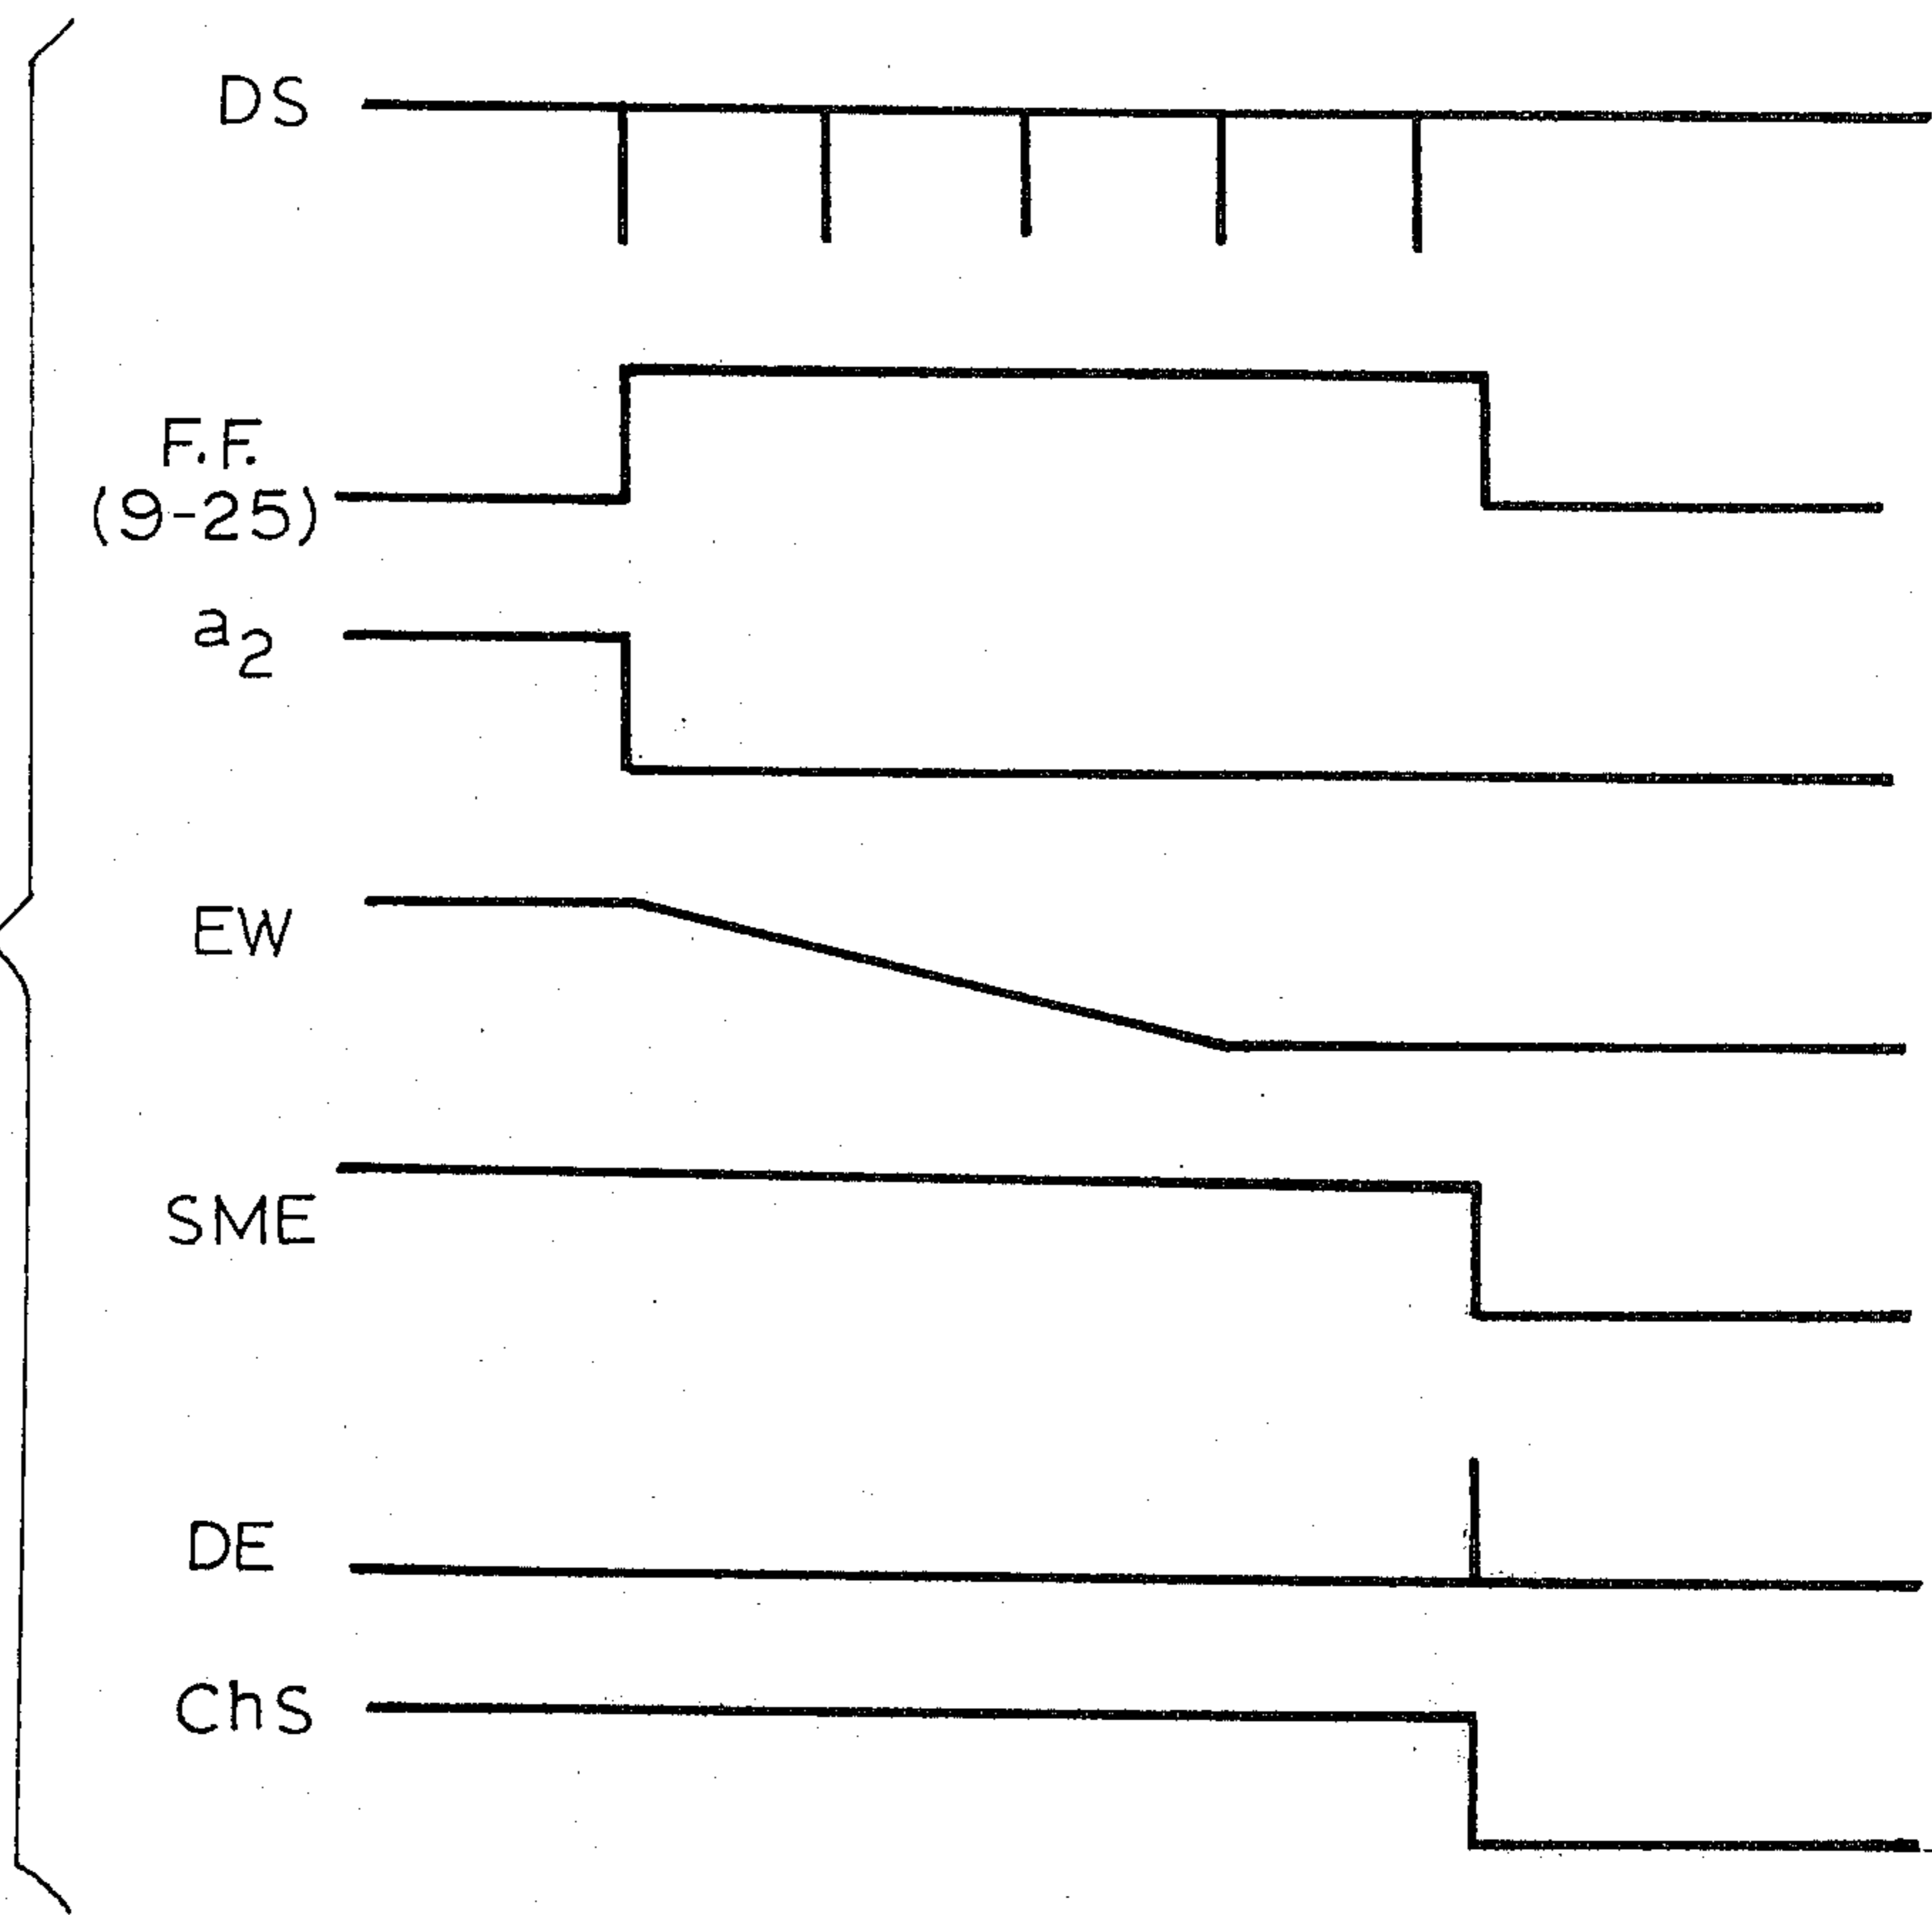 DS
F.F.
(9-25)
a2
EW
SME
DE
ChS